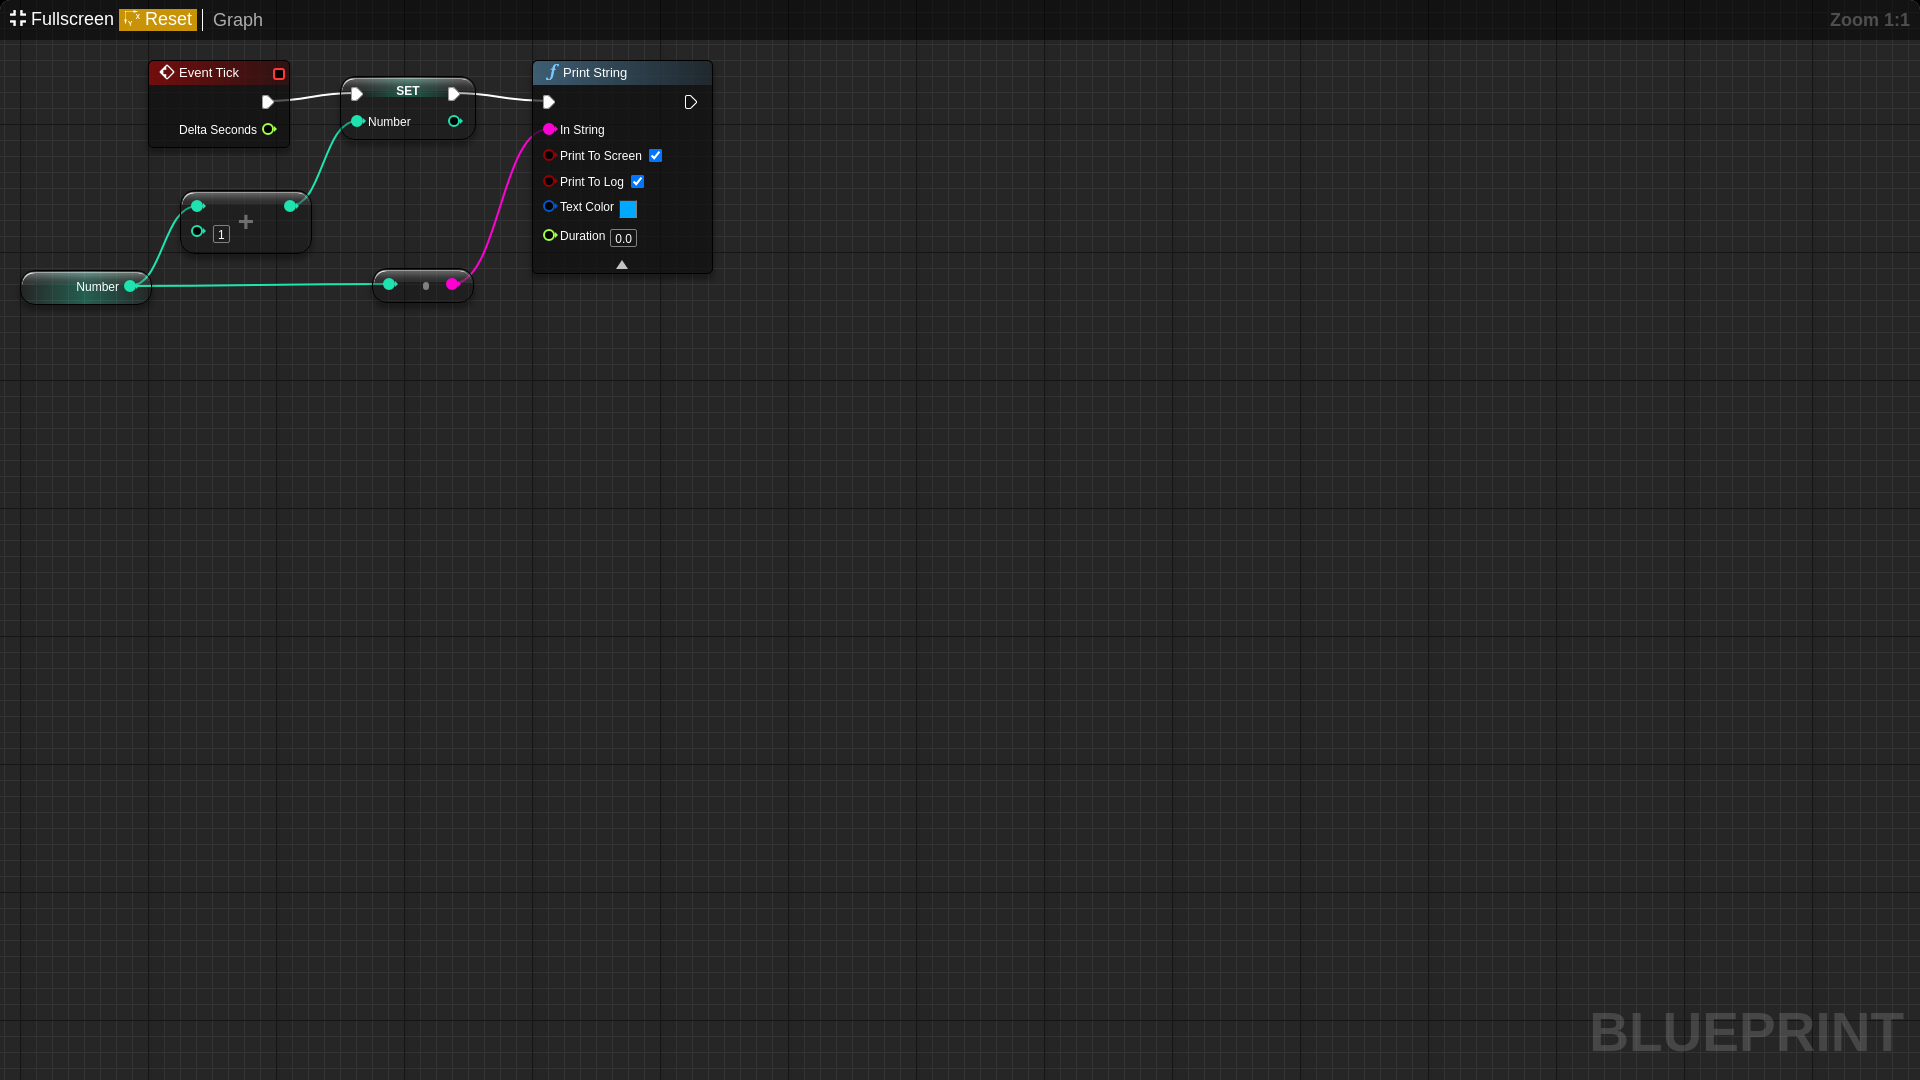 Fullscreen Reset Graph Zoom 1:1
Event Tick
Delta Seconds
SET
Number
Print String
In String
Print To Screen
Print To Log
Text Color
Duration 0.0
+
1
Number
BLUEPRINT